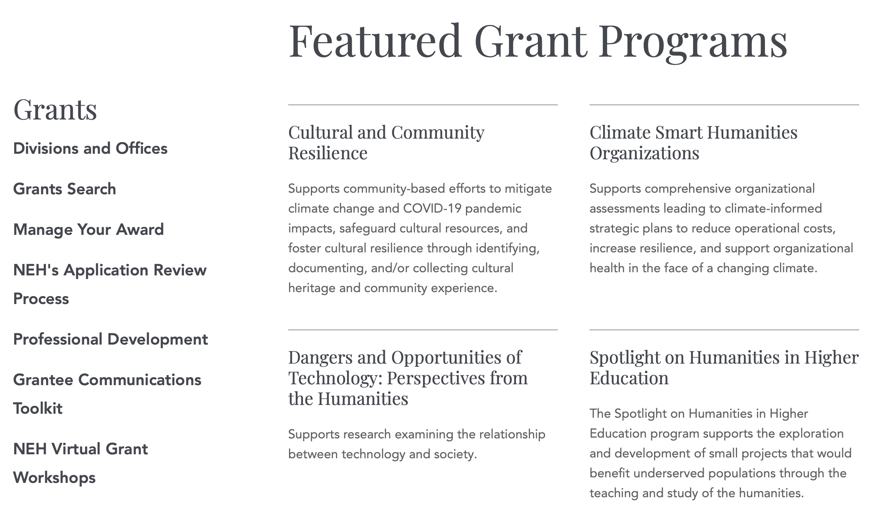 Featured Grant Programs
Grants
Divisions and Offices
Grants Search
Manage Your Award
NEH's Application Review
Process
Professional Development
Grantee Communications
Toolkit
NEH Virtual Grant
Workshops
Cultural and Community
Resilience
Supports community-based efforts to mitigate
climate change and COVID-19 pandemic
impacts, safeguard cultural resources, and
foster cultural resilience through identifying,
documenting, and/or collecting cultural
heritage and community experience.
Climate Smart Humanities
Organizations
Supports comprehensive organizational
assessments leading to climate-informed
strategic plans to reduce operational costs,
increase resilience, and support organizational
health in the face of a changing climate.
Dangers and Opportunities of
Technology: Perspectives from
the Humanities
Supports research examining the relationship
between technology and society.
Spotlight on Humanities in Higher
Education
The Spotlight on Humanities in Higher
Education program supports the exploration
and development of small projects that would
benefit underserved populations through the
teaching and study of the humanities.